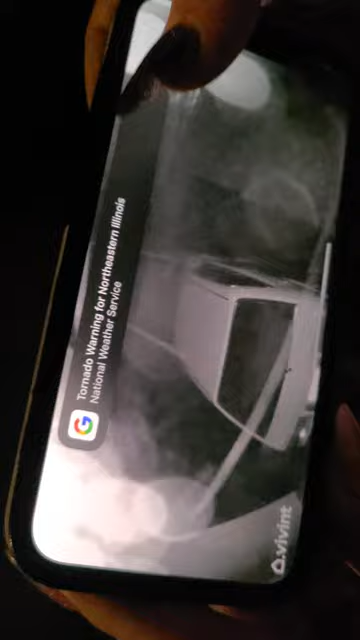 Tornado Warning for Northeastern Illinois
National Weather Service
vivint